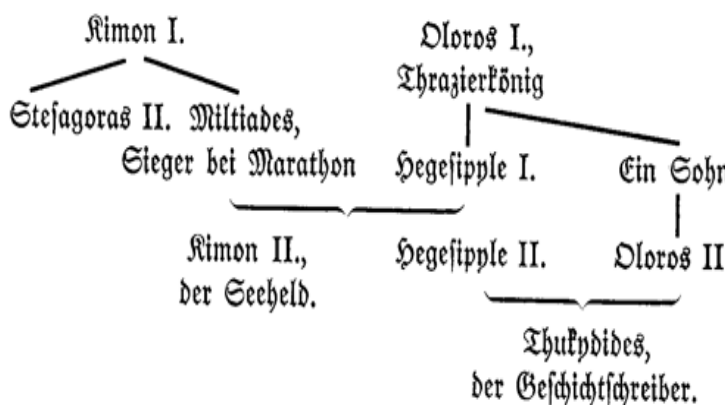 Kimon I.
Oloros I.,
Thrazierkönig
Stesagoras II. Miltiades,
Sieger bei Marathon
Hegesipyle I.
Ein Sohn
Kimon II.,
der Seeheld.
Hegesipyle II.
Oloros II
Thukydides,
der Geschichtschreiber.